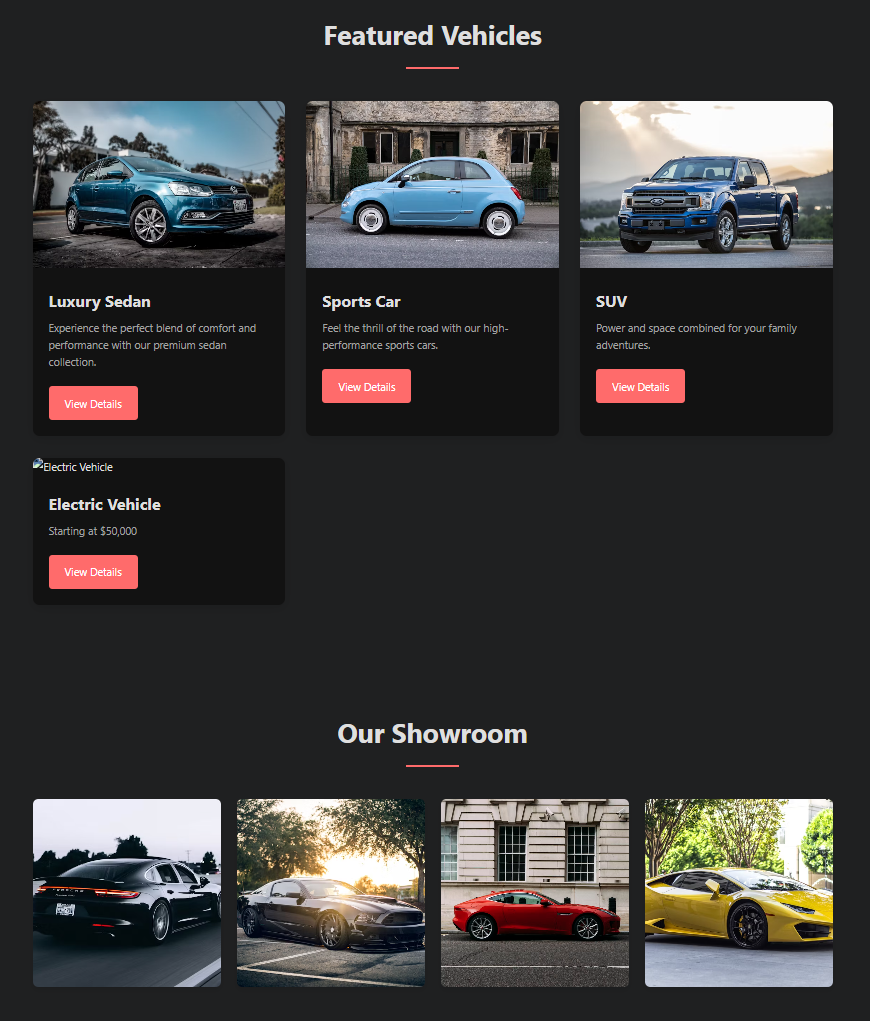 Featured Vehicles
Luxury Sedan
Experience the perfect blend of comfort and
performance with our premium sedan
collection.
View Details
Sports Car
Feel the thrill of the road with our high-
performance sports cars.
View Details
SUV
Power and space combined for your family
adventures.
View Details
Electric Vehicle
Electric Vehicle
Starting at $50,000
View Details
Our Showroom